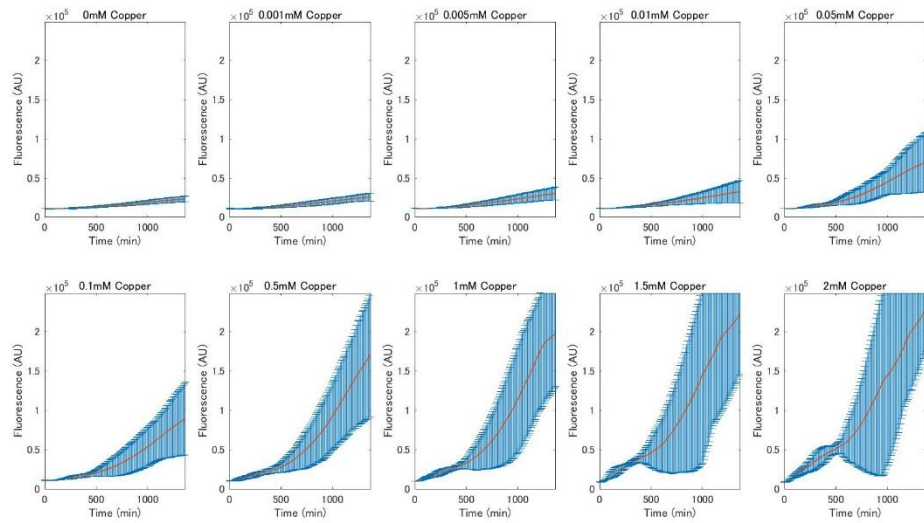 0mM Copper
×10⁵
Fluorescence (AU)
2
1.5
1
0.5
0
0 500 1000
Time (min)
0.001mM Copper
×10⁵
Fluorescence (AU)
2
1.5
1
0.5
0
0 500 1000
Time (min)
0.005mM Copper
×10⁵
Fluorescence (AU)
2
1.5
1
0.5
0
0 500 1000
Time (min)
0.01mM Copper
×10⁵
Fluorescence (AU)
2
1.5
1
0.5
0
0 500 1000
Time (min)
0.05mM Copper
×10⁵
Fluorescence (AU)
2
1.5
1
0.5
0
0 500 1000
Time (min)
0.1mM Copper
×10⁵
Fluorescence (AU)
2
1.5
1
0.5
0
0 500 1000
Time (min)
0.5mM Copper
×10⁵
Fluorescence (AU)
2
1.5
1
0.5
0
0 500 1000
Time (min)
1mM Copper
×10⁵
Fluorescence (AU)
2
1.5
1
0.5
0
0 500 1000
Time (min)
1.5mM Copper
×10⁵
Fluorescence (AU)
2
1.5
1
0.5
0
0 500 1000
Time (min)
2mM Copper
×10⁵
Fluorescence (AU)
2
1.5
1
0.5
0
0 500 1000
Time (min)